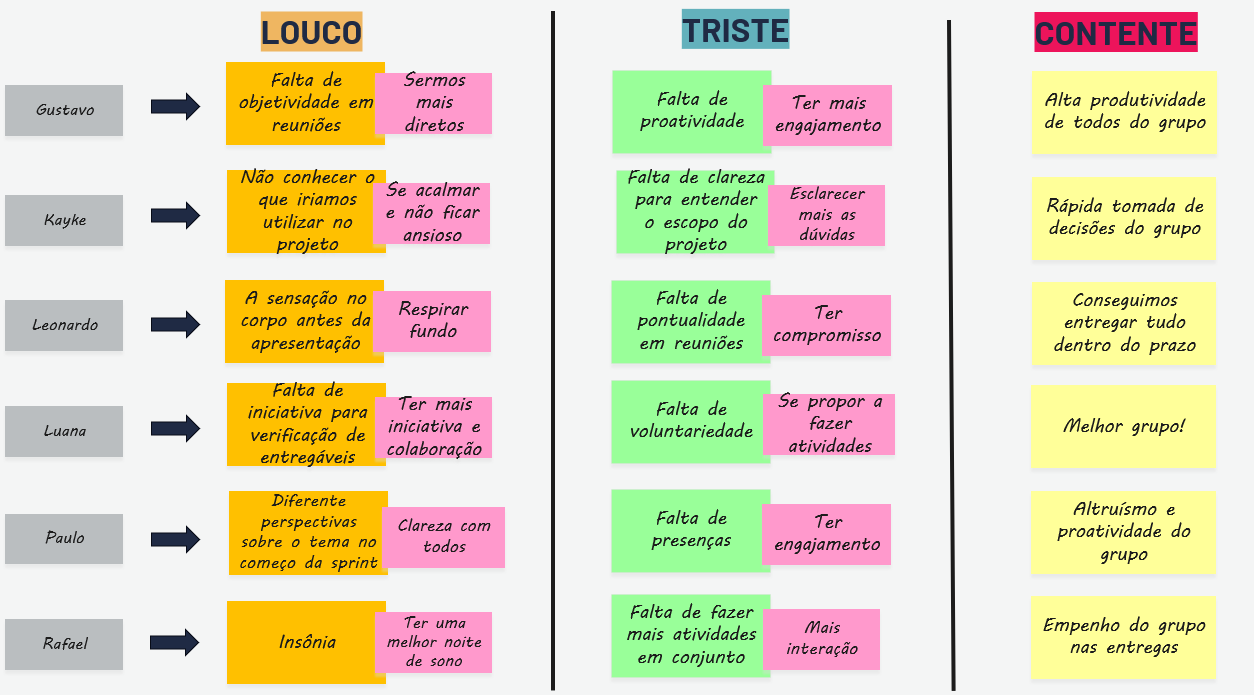 LOUCO
TRISTE
CONTENTE
Gustavo
Falta de
objetividade em
reuniões
Sermos
mais
diretos
Falta de
proatividade
Ter mais
engajamento
Alta produtividade
de todos do grupo
Kayke
Não conhecer o
que iriamos
utilizar no
projeto
Se acalmar
e não ficar
ansioso
Falta de clareza
para entender
o escopo do
projeto
Esclarecer
mais as
dúvidas
Rápida tomada de
decisões do grupo
Leonardo
A sensação no
corpo antes da
apresentação
Respirar
fundo
Falta de
pontualidade
em reuniões
Ter
compromisso
Conseguimos
entregar tudo
dentro do prazo
Luana
Falta de
iniciativa para
verificação de
entregáveis
Ter mais
iniciativa e
colaboração
Falta de
voluntariedade
Se propor a
fazer
atividades
Melhor grupo!
Paulo
Diferente
perspectivas
sobre o tema no
começo da sprint
Clareza com
todos
Falta de
presenças
Ter
engajamento
Altruísmo e
proatividade do
grupo
Rafael
Insônia
Ter uma
melhor noite
de sono
Falta de fazer
mais atividades
em conjunto
Mais
interação
Empenho do grupo
nas entregas